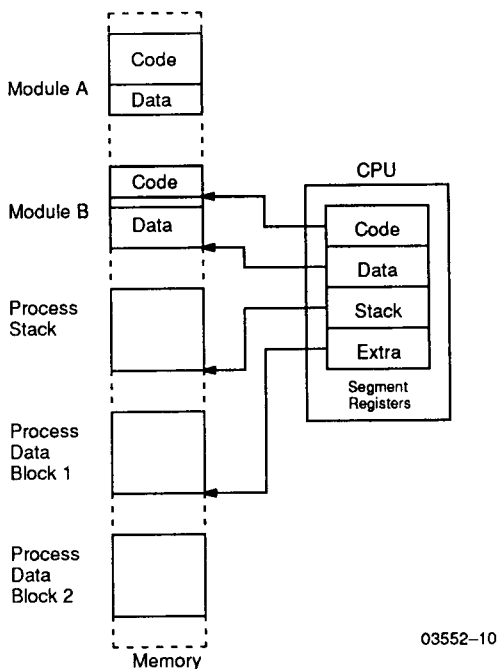 Module A
Code
Data
Module B
Code
Data
Process
Stack
Process
Data
Block 1
Process
Data
Block 2
Memory
CPU
Code
Data
Stack
Extra
Segment
Registers
03552–10